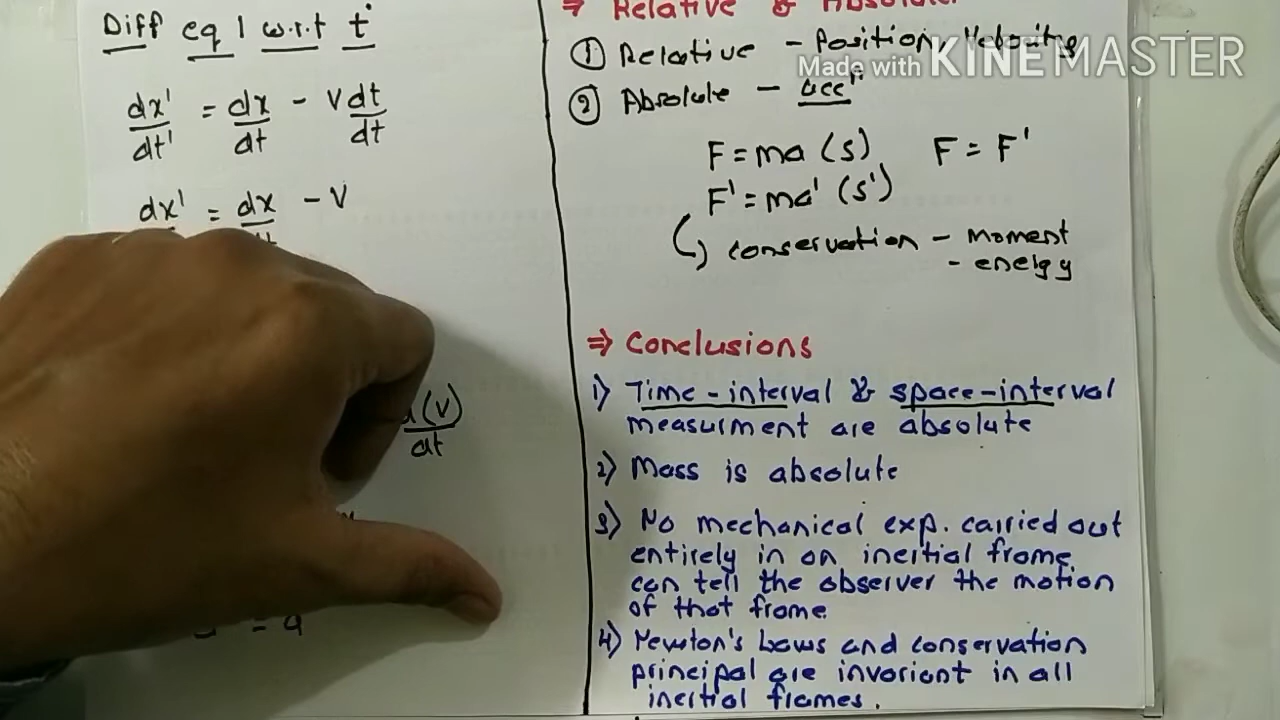 Diff eq 1 w.r.t t
dx'/dt' = dx/dt - v dt/dt
dx' = dx - v
(v)/dt
= a
⇒ Relative & Absolute
① Relative - Position, Velocity
② Absolute - accⁿ
F = ma (S) F = F'
F' = ma' (S')
↳ conservation - moment
- energy
⇒ Conclusions
1) Time-interval & space-interval
measurment are absolute
2) Mass is absolute
3) No mechanical exp. carried out
entirely in an inertial frame
can tell the observer the motion
of that frame
4) Newton's Laws and conservation
principal are invarient in all
inertial frames.
Made with KINEMASTER